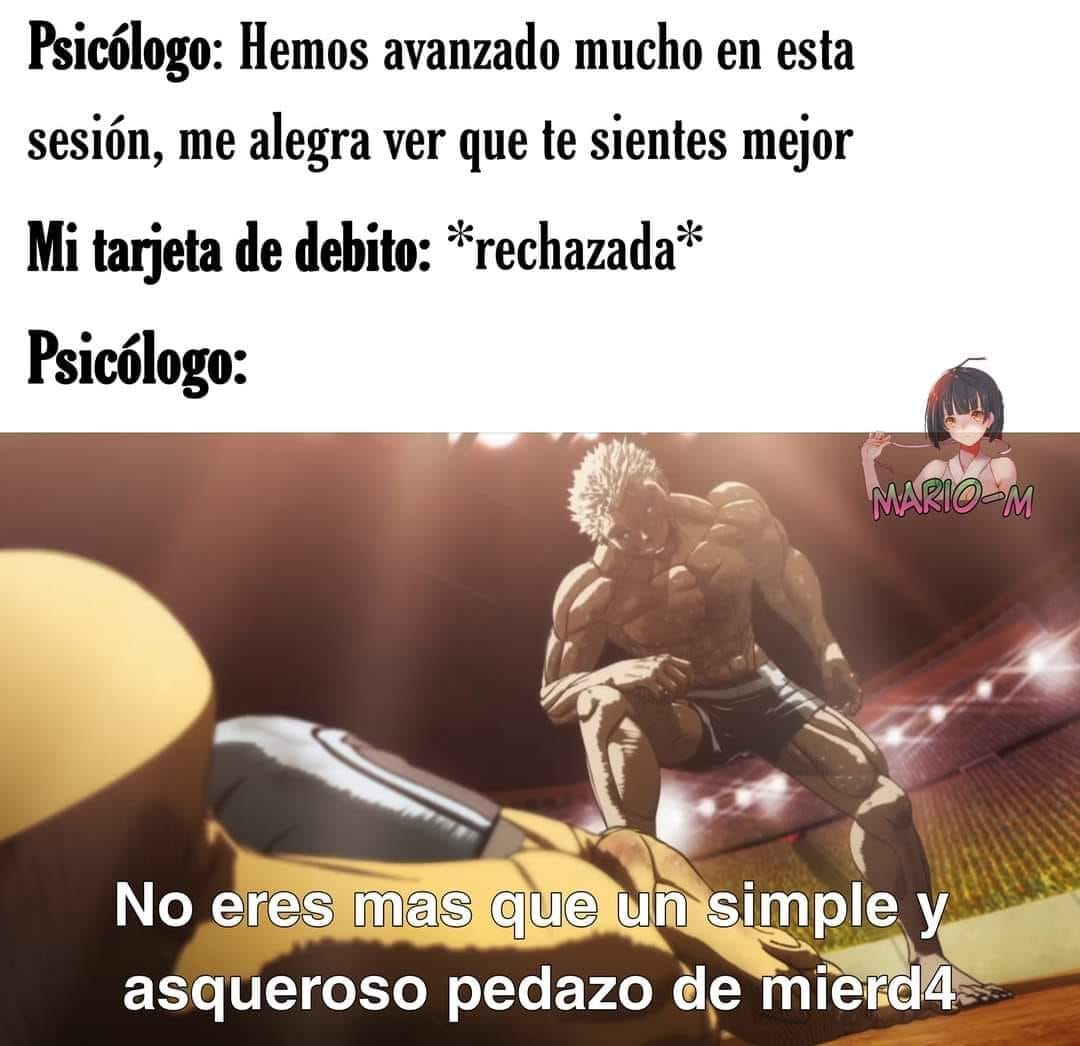 Psicólogo: Hemos avanzado mucho en esta
sesión, me alegra ver que te sientes mejor
Mi tarjeta de debito: *rechazada*
Psicólogo:
MARIO-M
No eres mas que un simple y
asqueroso pedazo de mierd4